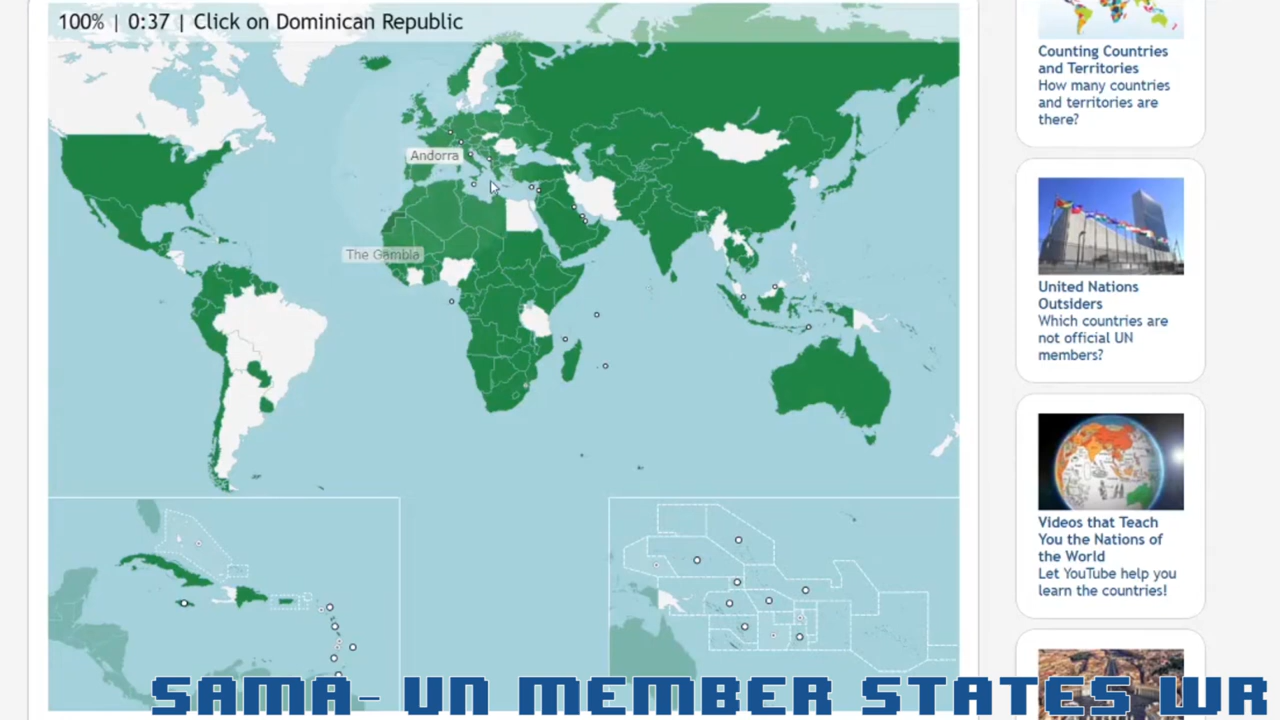 100% | 0:37 | Click on Dominican Republic
Andorra
The Gambia
Counting Countries
and Territories
How many countries
and territories are
there?
United Nations
Outsiders
Which countries are
not official UN
members?
Videos that Teach
You the Nations of
the World
Let YouTube help you
learn the countries!
SAMA- UN MEMBER STATES WR